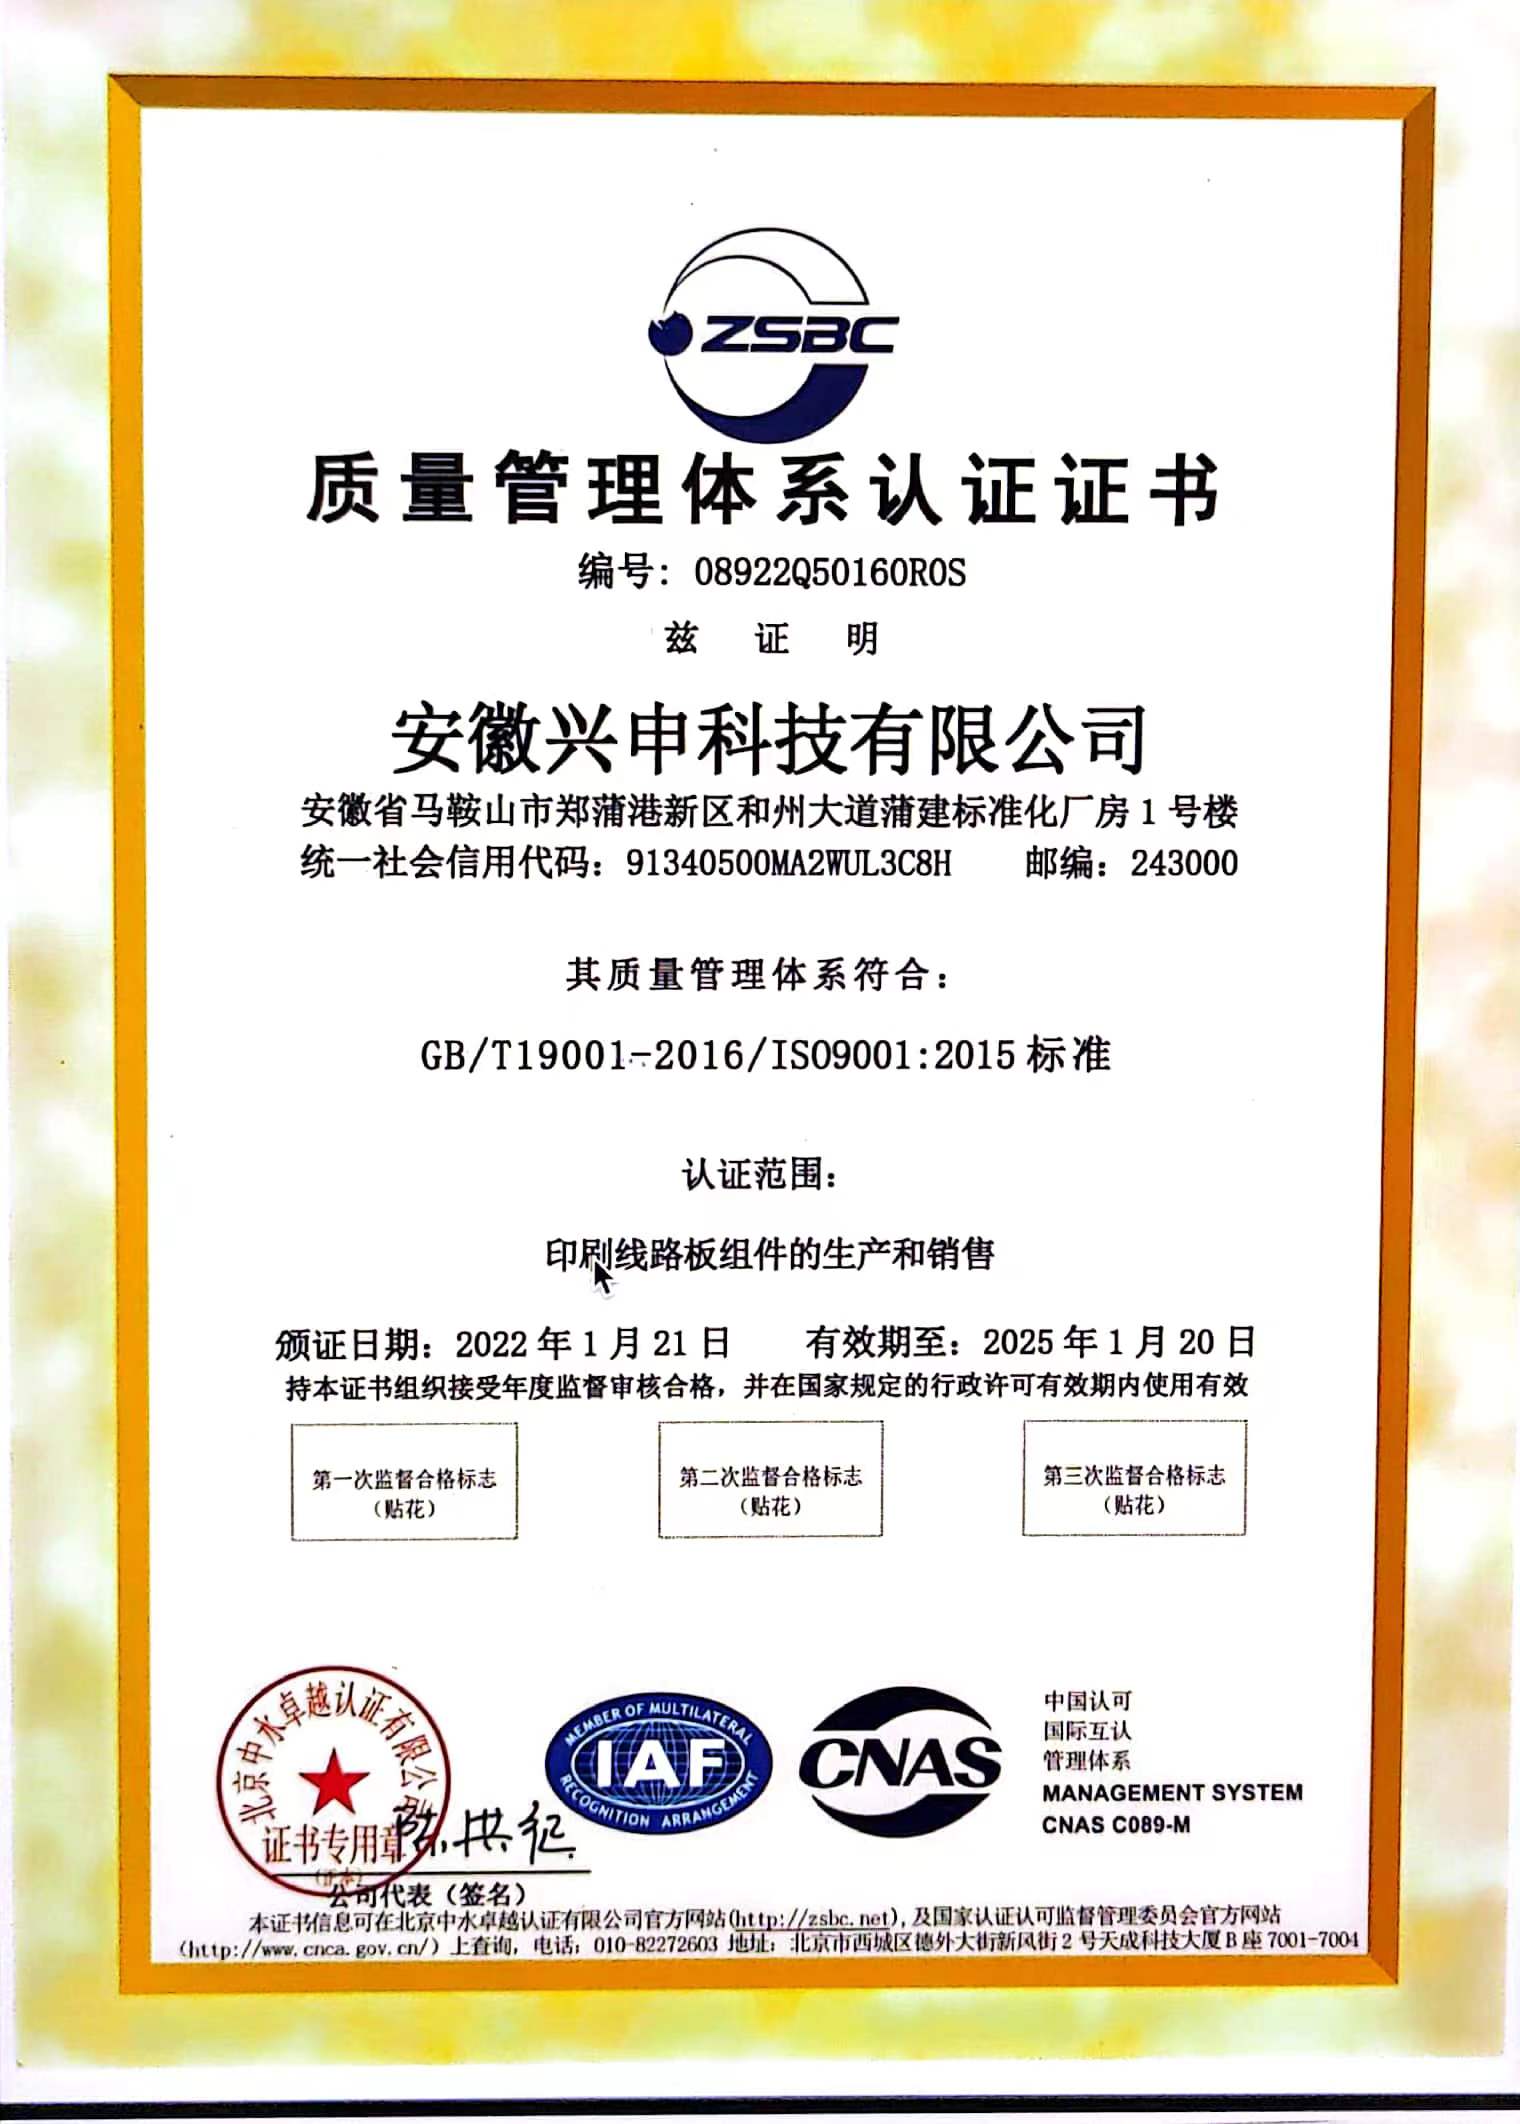 ZSBC
质量管理体系认证证书
编号：08922Q50160R0S
兹 证 明
安徽兴申科技有限公司
安徽省马鞍山市郑蒲港新区和州大道蒲建标准化厂房1号楼
统一社会信用代码：91340500MA2WUL3C8H 邮编：243000
其质量管理体系符合：
GB/T19001-2016/ISO9001:2015标准
认证范围：
印刷线路板组件的生产和销售
颁证日期：2022年1月21日 有效期至：2025年1月20日
持本证书组织接受年度监督审核合格，并在国家规定的行政许可有效期内使用有效
第一次监督合格标志
（贴花）
第二次监督合格标志
（贴花）
第三次监督合格标志
（贴花）
北京中水卓越认证有限公司
证书专用章
（正本）
陈洪纪
公司代表（签名）
MEMBER OF MULTILATERAL
IAF
RECOGNITION ARRANGEMENT
CNAS
中国认可
国际互认
管理体系
MANAGEMENT SYSTEM
CNAS C089-M
本证书信息可在北京中水卓越认证有限公司官方网站(http://zsbc.net),及国家认证认可监督管理委员会官方网站
（http://www.cnca.gov.cn/）上查询，电话：010-82272603 地址：北京市西城区德外大街新风街2号天成科技大厦B座7001-7004